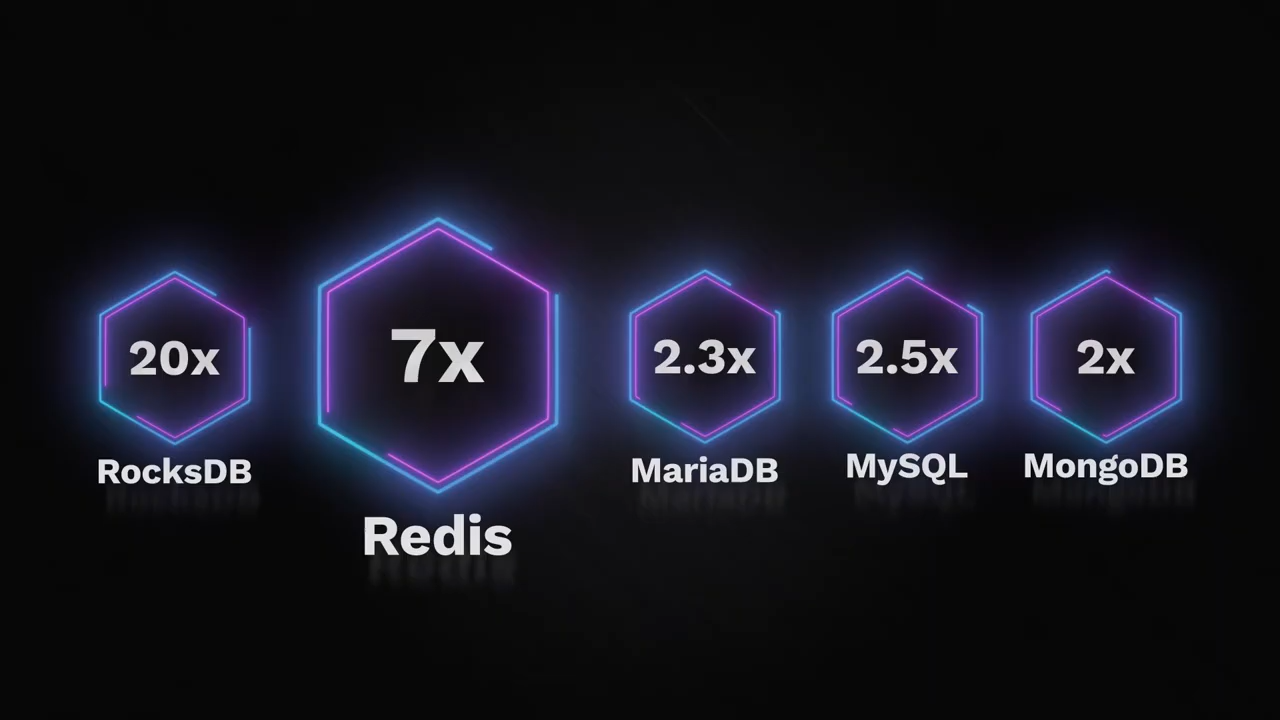 20x
RocksDB
7x
Redis
2.3x
MariaDB
2.5x
MySQL
2x
MongoDB